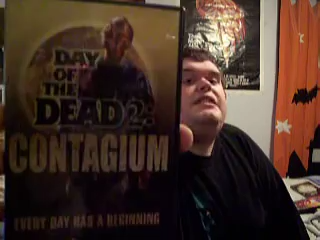 DAY
OF
THE
DEAD 2:
CONTAGIUM
EVERY DAY HAS A BEGINNING